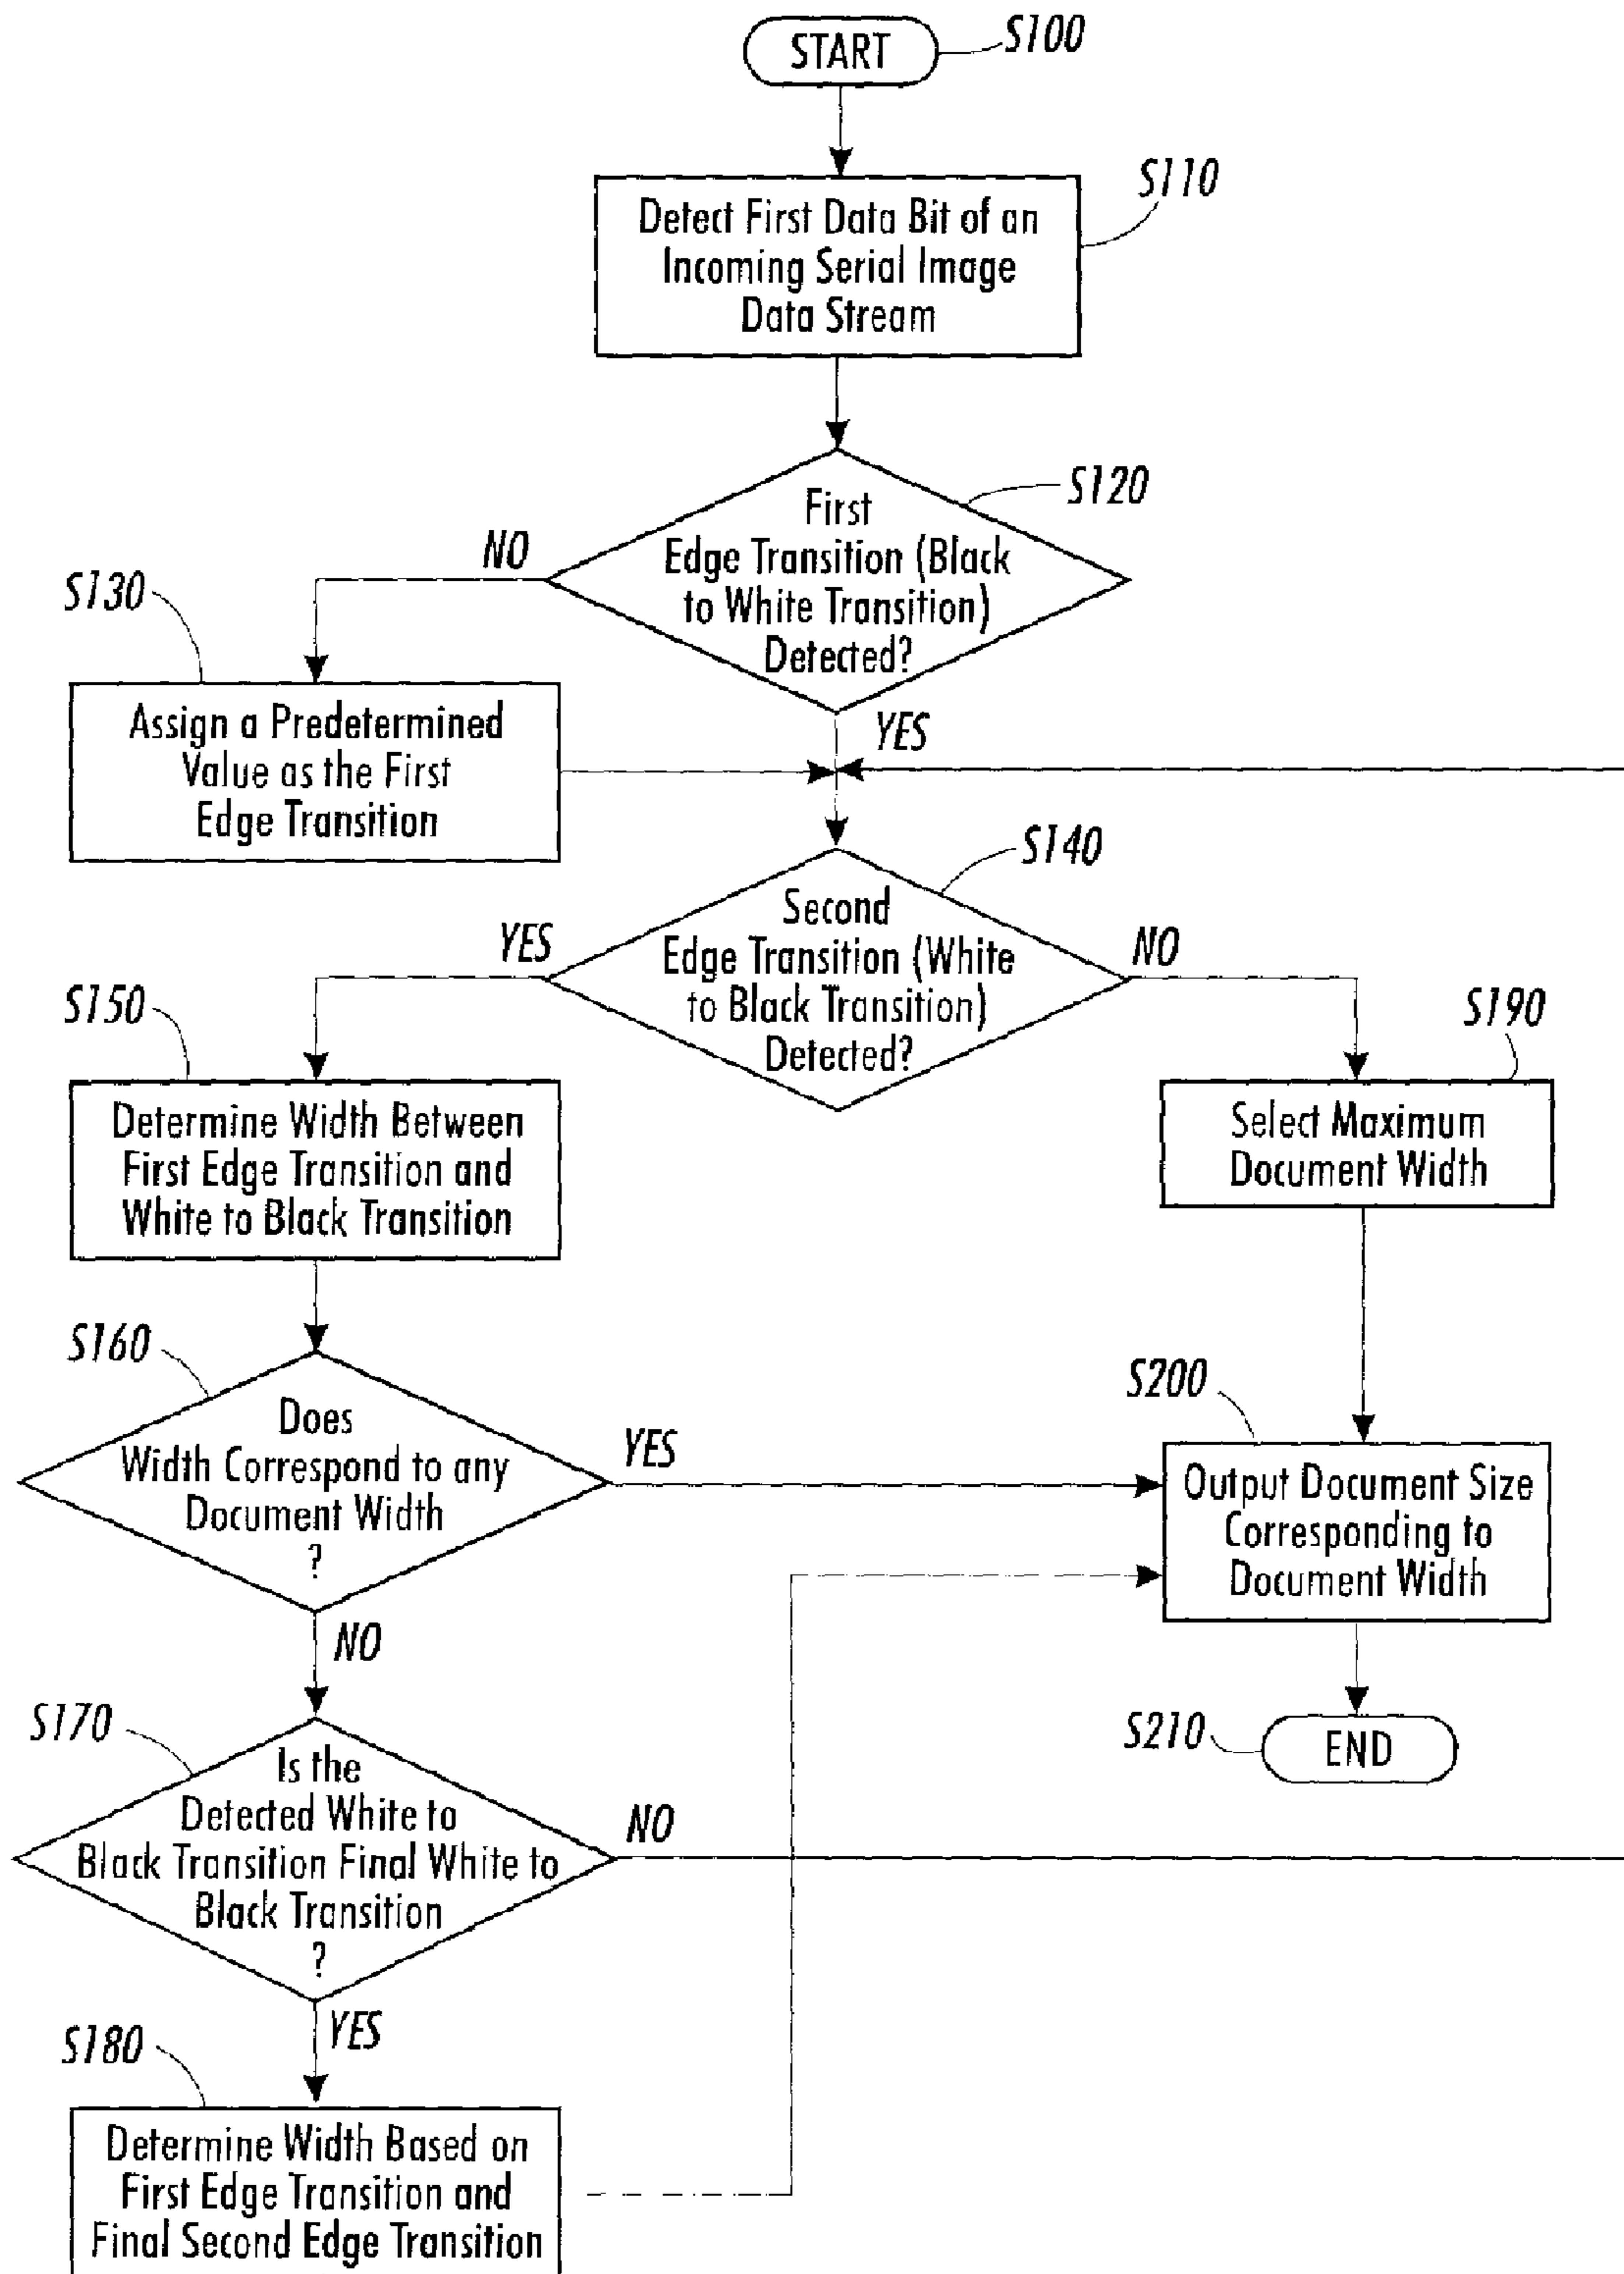 START
S100
S110
Detect First Data Bit of an
Incoming Serial Image
Data Stream
S120
First
Edge Transition (Black
to White Transition)
Detected?
NO
YES
S130
Assign a Predetermined
Value as the First
Edge Transition
S140
Second
Edge Transition (White
to Black Transition)
Detected?
YES
NO
S150
Determine Width Between
First Edge Transition and
White to Black Transition
S190
Select Maximum
Document Width
S160
Does
Width Correspond to any
Document Width
?
YES
NO
S200
Output Document Size
Corresponding to
Document Width
S210
END
S170
Is the
Detected White to
Black Transition Final White to
Black Transition
?
NO
YES
S180
Determine Width Based on
First Edge Transition and
Final Second Edge Transition